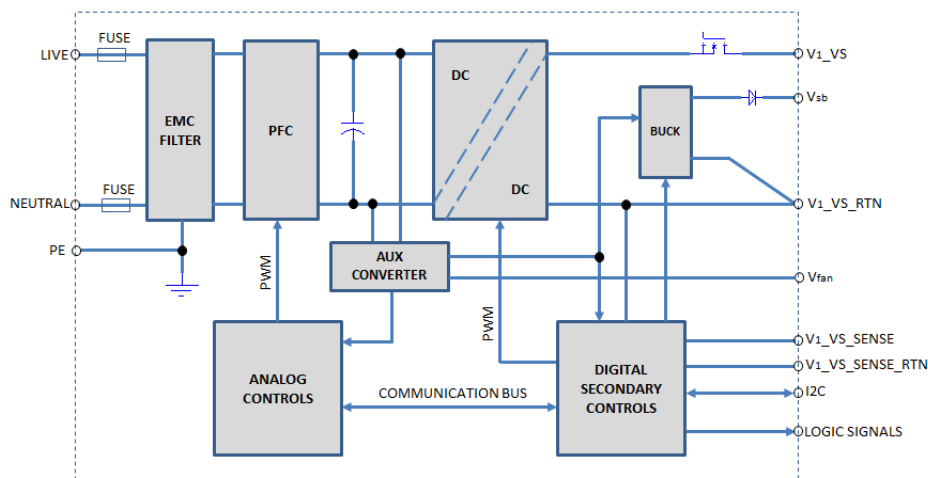 FUSE
LIVE
V1_VS
DC
Vsb
EMC
FILTER
PFC
BUCK
DC
FUSE
NEUTRAL
V1_VS_RTN
PE
AUX
CONVERTER
PWM
Vfan
PWM
V1_VS_SENSE
V1_VS_SENSE_RTN
ANALOG
CONTROLS
COMMUNICATION BUS
DIGITAL
SECONDARY
CONTROLS
I2C
LOGIC SIGNALS